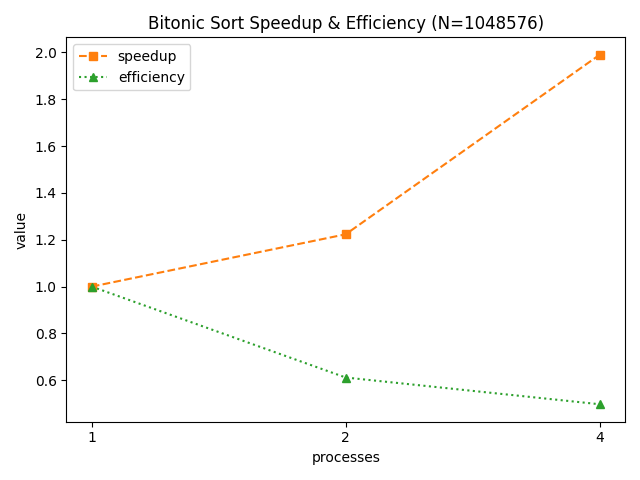 Bitonic Sort Speedup & Efficiency (N=1048576)
speedup
efficiency
2.0
1.8
1.6
1.4
1.2
1.0
0.8
0.6
value
1 2 4
processes